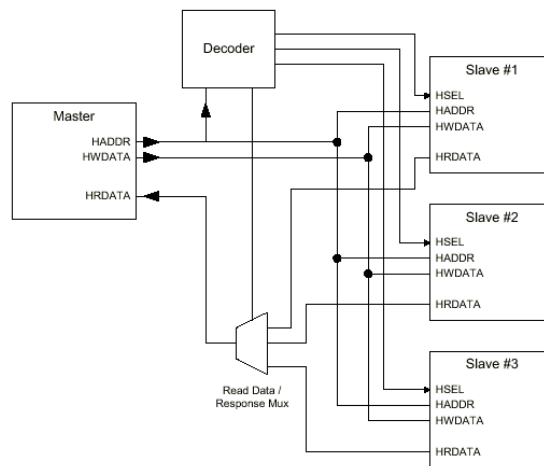 Decoder
Master
HADDR
HWDATA
HRDATA
Slave #1
HSEL
HADDR
HWDATA
HRDATA
Slave #2
HSEL
HADDR
HWDATA
HRDATA
Read Data /
Response Mux
Slave #3
HSEL
HADDR
HWDATA
HRDATA